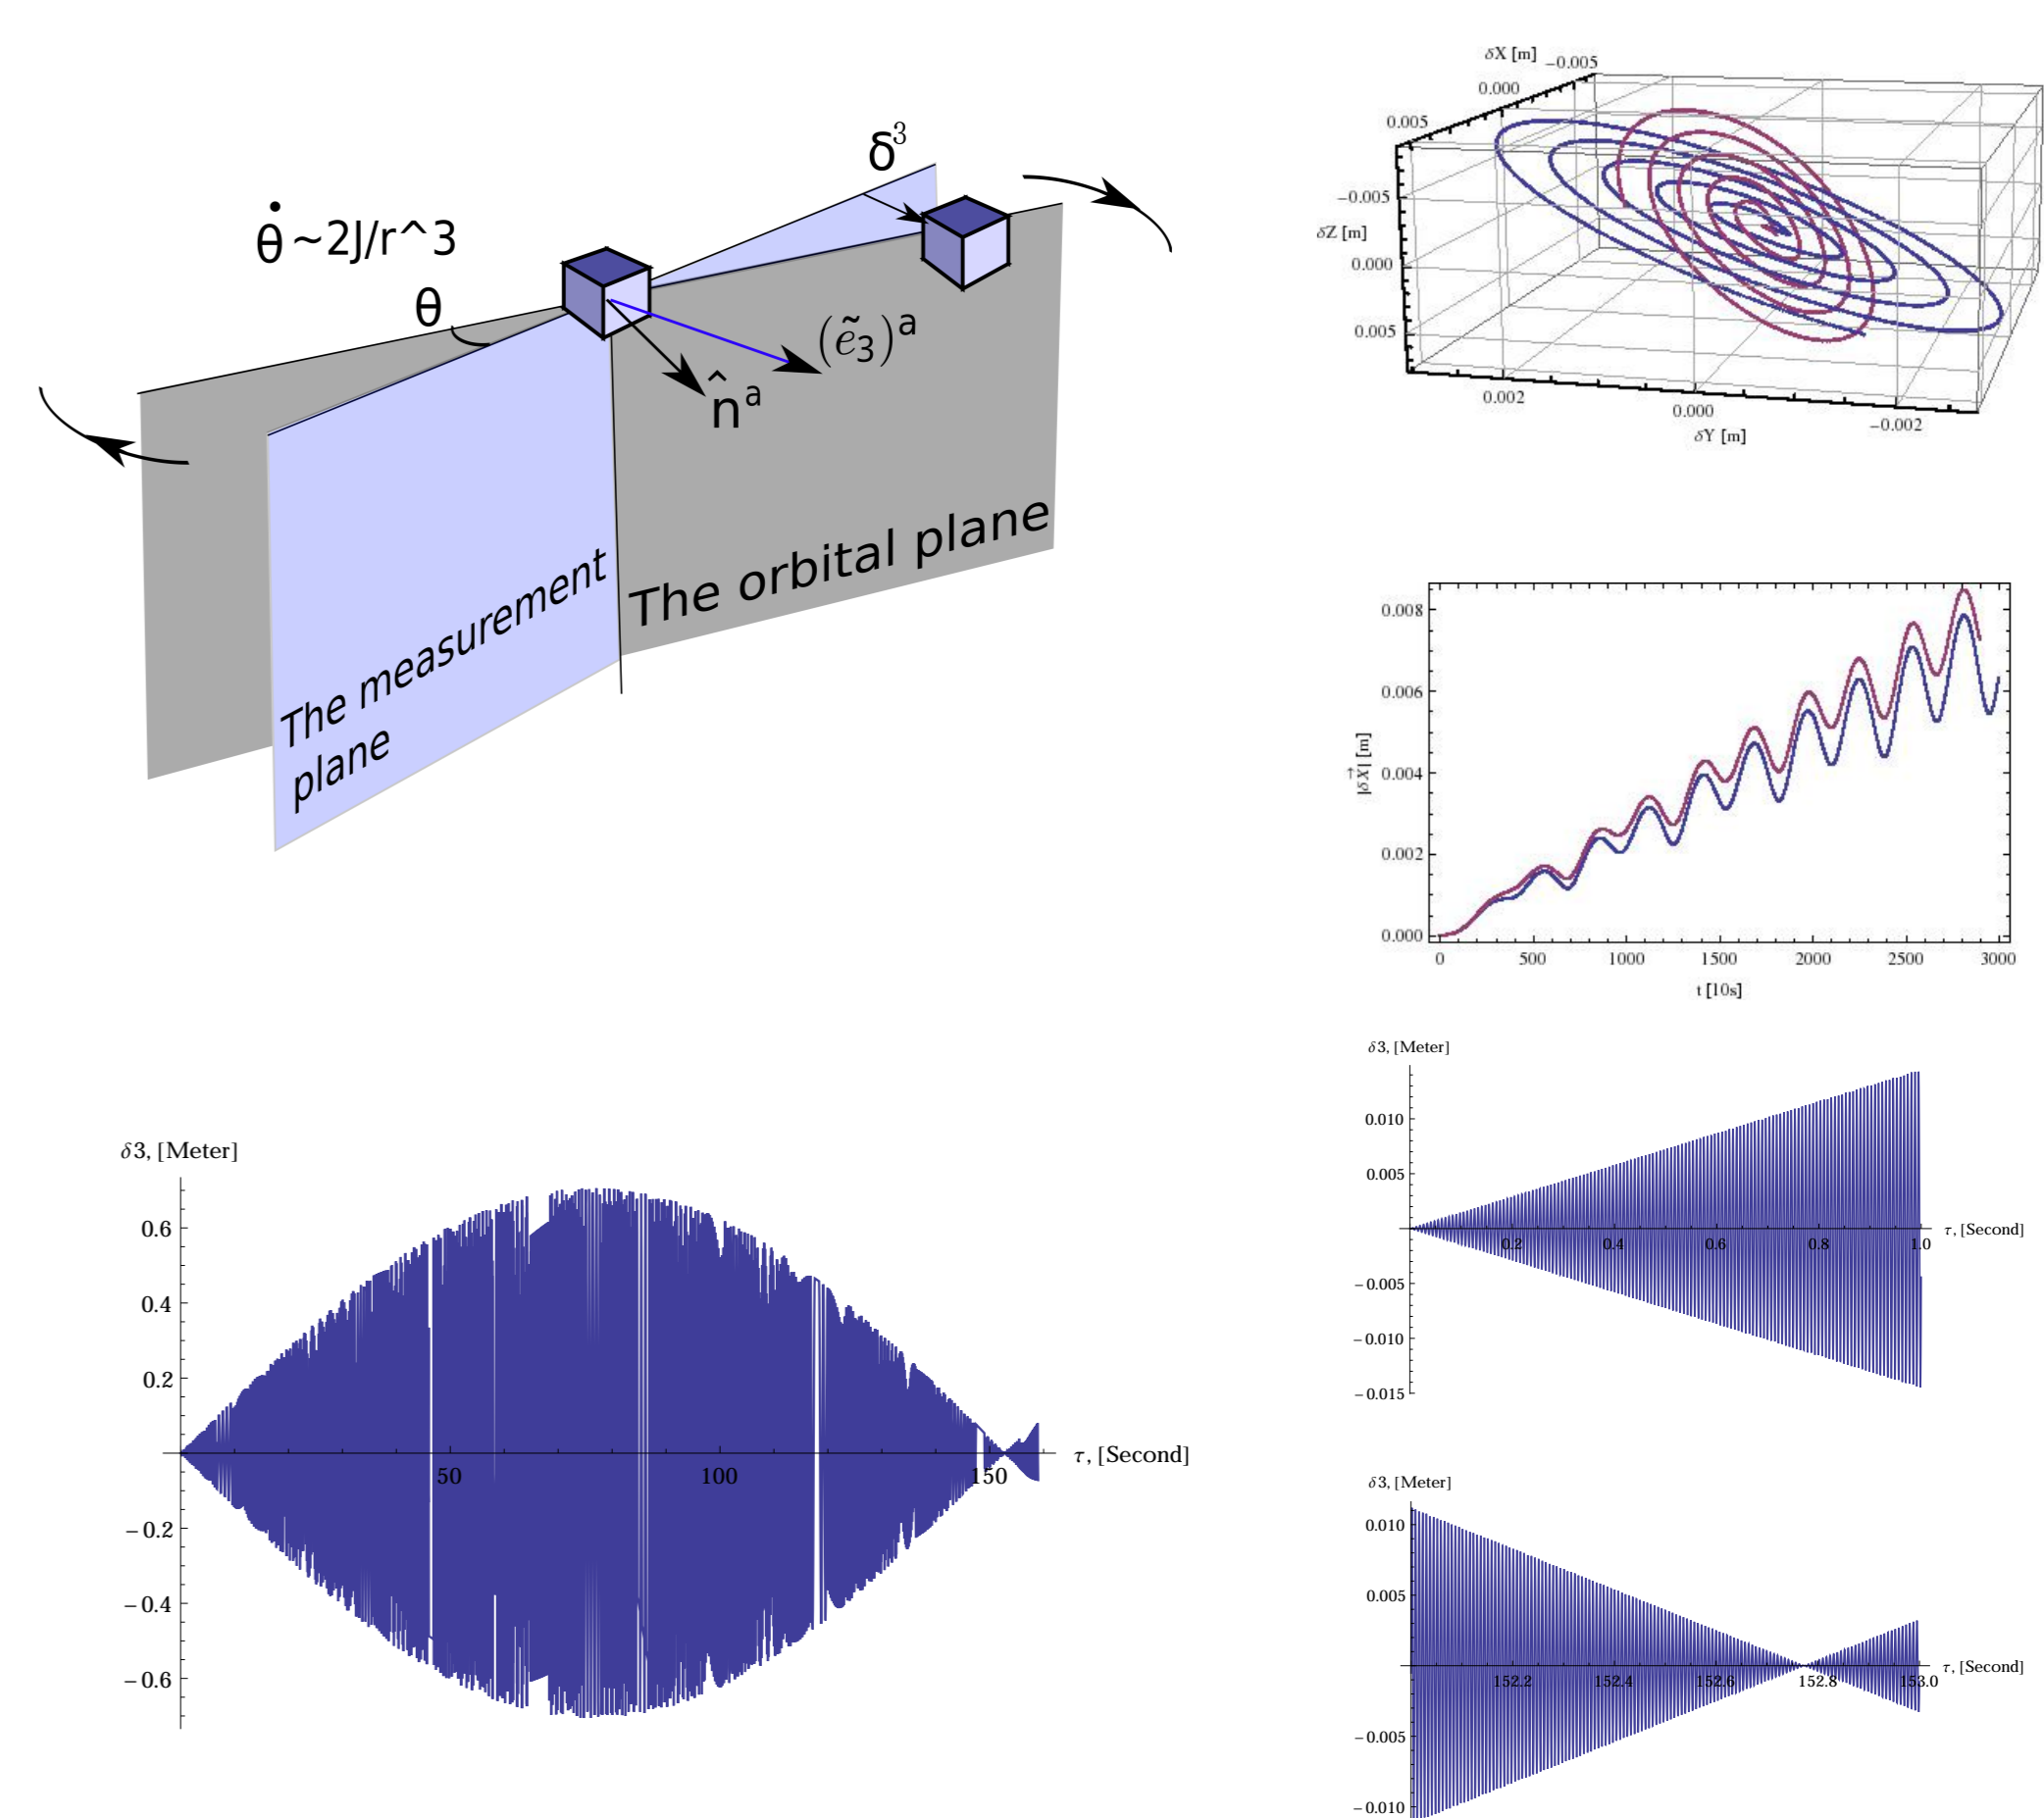 δ³
θ̇ ~2J/r^3
θ
(ẽ₃)ᵃ
n̂ᵃ
The orbital plane
The measurement
plane
δX [m]
−0.005
0.000
0.005
−0.005
δZ [m]
0.000
0.005
0.002
0.000
−0.002
δY [m]
0.008
0.006
|δX⃗| [m]
0.004
0.002
0.000
0 500 1000 1500 2000 2500 3000
t [10s]
δ3, [Meter]
0.6
0.4
0.2
−0.2
−0.4
−0.6
50 100 150
τ, [Second]
δ3, [Meter]
0.010
0.005
−0.005
−0.010
−0.015
0.2 0.4 0.6 0.8 1.0
τ, [Second]
δ3, [Meter]
0.010
0.005
−0.005
−0.010
152.2 152.4 152.6 152.8 153.0
τ, [Second]